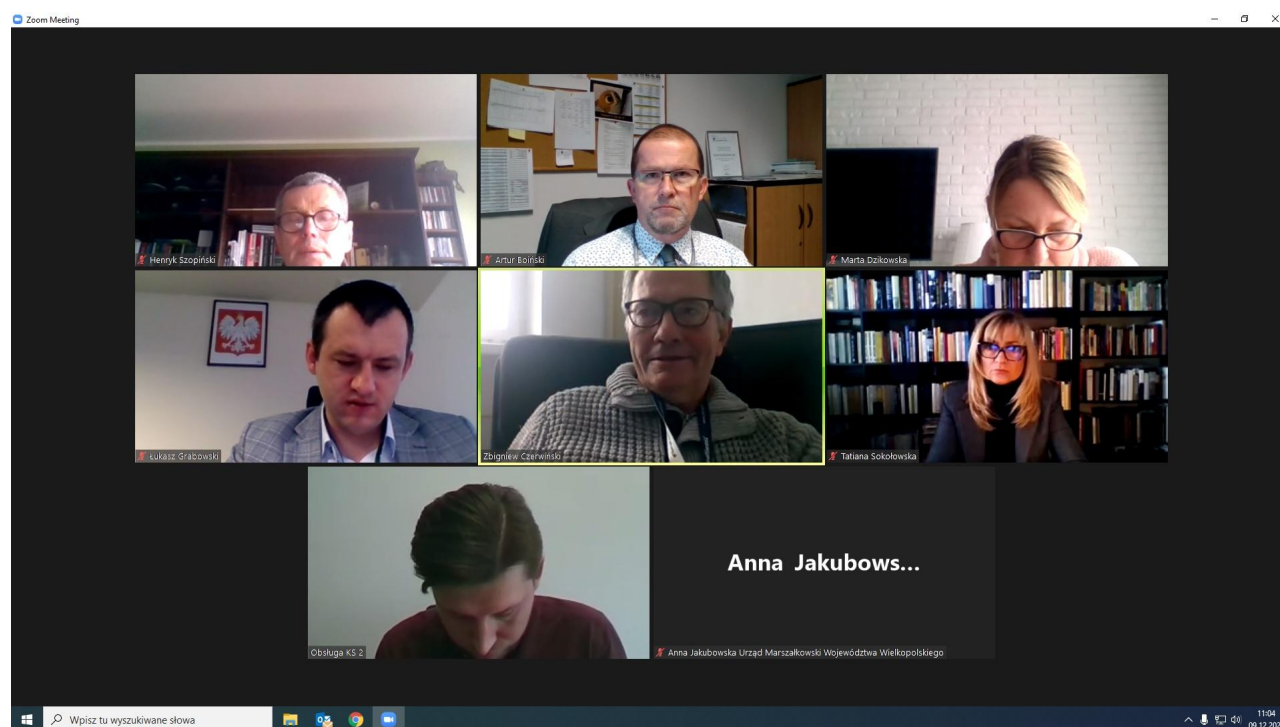 Zoom Meeting
Henryk Szopiński
Artur Boiński
Marta Dzikowska
Łukasz Grabowski
Zbigniew Czerwiński
Tatiana Sokołowska
Anna Jakubows...
Obsługa KS 2
Anna Jakubowska Urząd Marszałkowski Województwa Wielkopolskiego
Wpisz tu wyszukiwane słowa
11:04